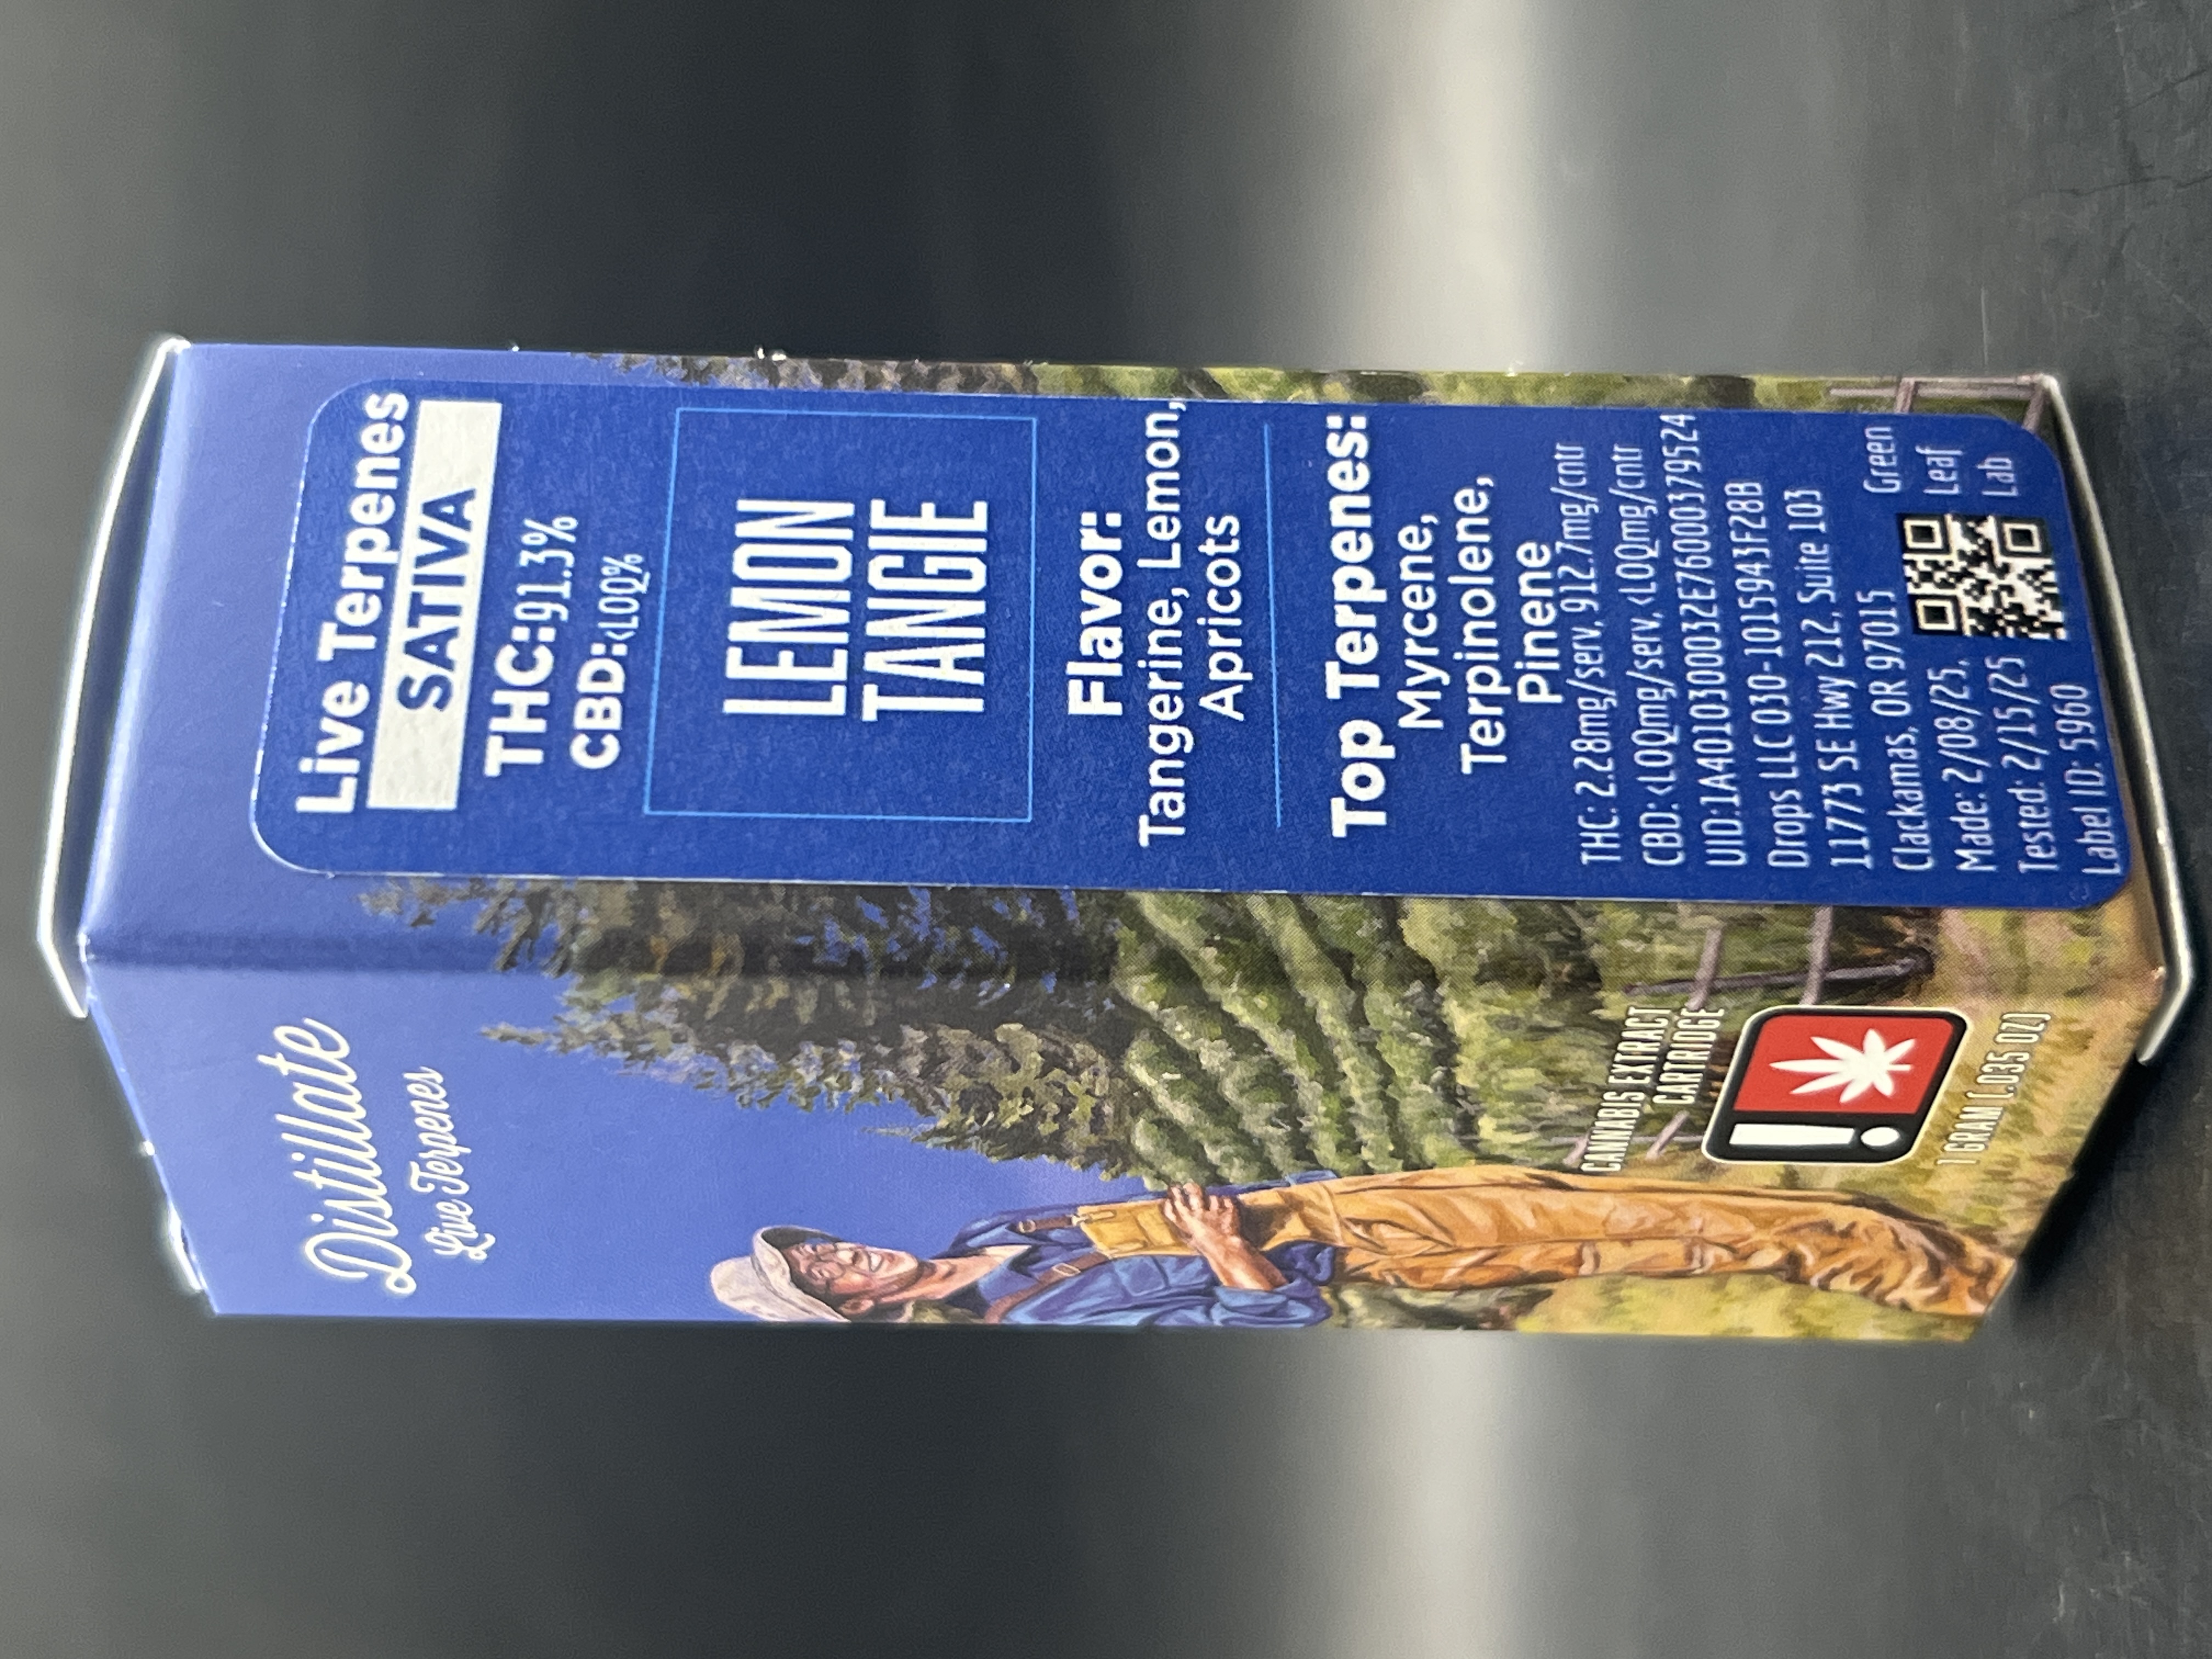 Distillate
Live Terpenes
CANNABIS EXTRACT
CARTRIDGE
1 GRAM (.035 OZ)
Live Terpenes
SATIVA
THC:91.3%
CBD:<LOQ%
LEMON
TANGIE
Flavor:
Tangerine, Lemon,
Apricots
Top Terpenes:
Myrcene,
Terpinolene,
Pinene
THC: 2.28mg/serv, 912.7mg/cntr
CBD: <LOQmg/serv, <LOQmg/cntr
UID:1A4010300032E76000379524
Drops LLC 030-1015943F28B
11773 SE Hwy 212, Suite 103
Clackamas, OR 97015
Made: 2/08/25,
Tested: 2/15/25
Label ID: 5960
Green
Leaf
Lab